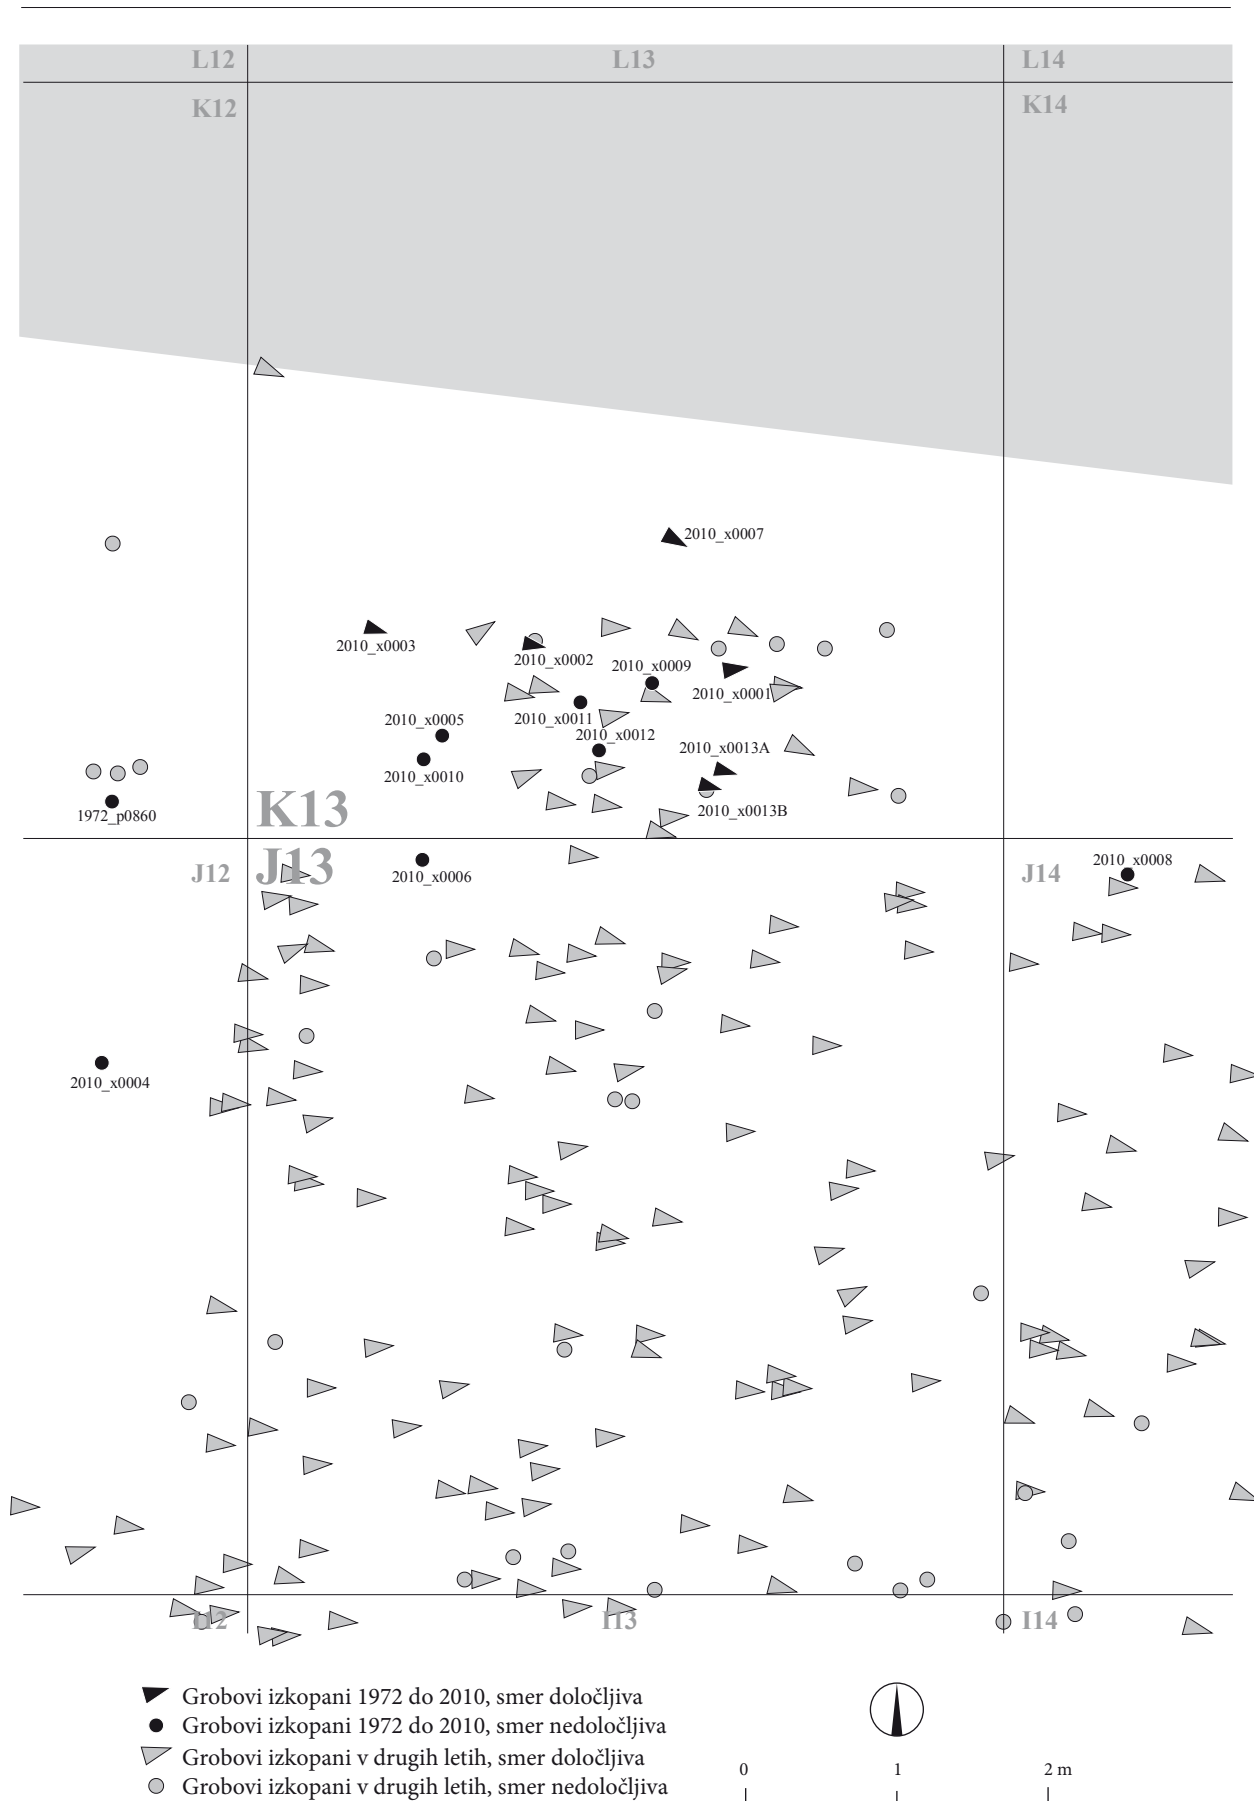 L12
L13
L14
K12
K14
2010_x0007
2010_x0003
2010_x0002
2010_x0009
2010_x0001
2010_x0005
2010_x0011
2010_x0012
2010_x0013A
2010_x0010
1972_p0860
K13
2010_x0013B
J12
J13
2010_x0006
2010_x0008
J14
2010_x0004
I12
I13
I14
Grobovi izkopani 1972 do 2010, smer določljiva
Grobovi izkopani 1972 do 2010, smer nedoločljiva
Grobovi izkopani v drugih letih, smer določljiva
Grobovi izkopani v drugih letih, smer nedoločljiva
0 1 2 m